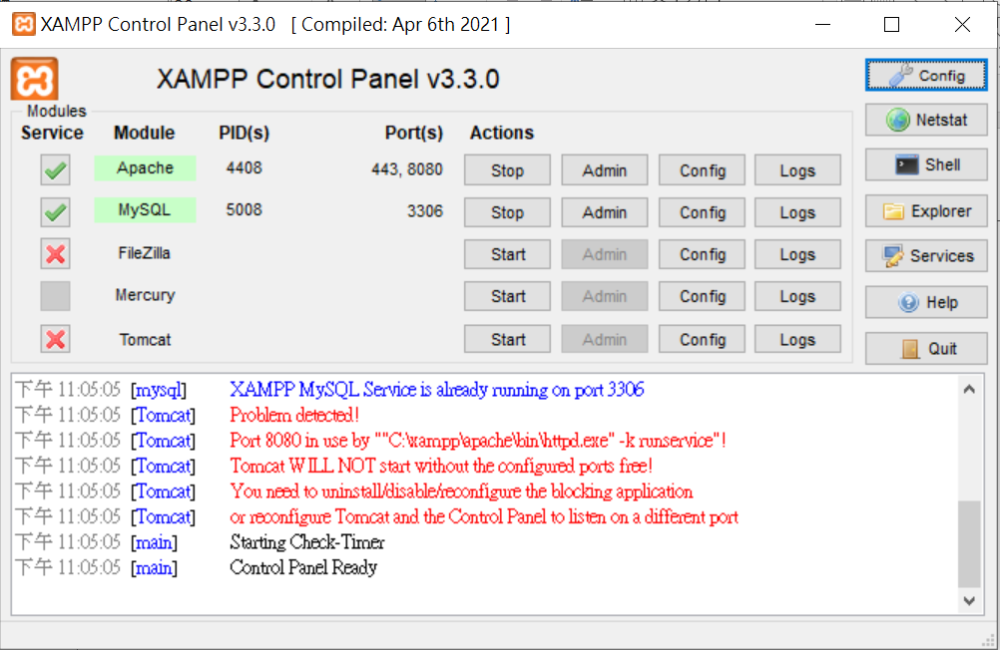 XAMPP Control Panel v3.3.0 [ Compiled: Apr 6th 2021 ]
XAMPP Control Panel v3.3.0
Config
Modules
Service Module PID(s) Port(s) Actions
Netstat
Apache 4408 443, 8080 Stop Admin Config Logs
Shell
MySQL 5008 3306 Stop Admin Config Logs
Explorer
FileZilla Start Admin Config Logs
Services
Mercury Start Admin Config Logs
Help
Tomcat Start Admin Config Logs
Quit
下午 11:05:05 [mysql] XAMPP MySQL Service is already running on port 3306
下午 11:05:05 [Tomcat] Problem detected!
下午 11:05:05 [Tomcat] Port 8080 in use by ""C:\xampp\apache\bin\httpd.exe" -k runservice"!
下午 11:05:05 [Tomcat] Tomcat WILL NOT start without the configured ports free!
下午 11:05:05 [Tomcat] You need to uninstall/disable/reconfigure the blocking application
下午 11:05:05 [Tomcat] or reconfigure Tomcat and the Control Panel to listen on a different port
下午 11:05:05 [main] Starting Check-Timer
下午 11:05:05 [main] Control Panel Ready